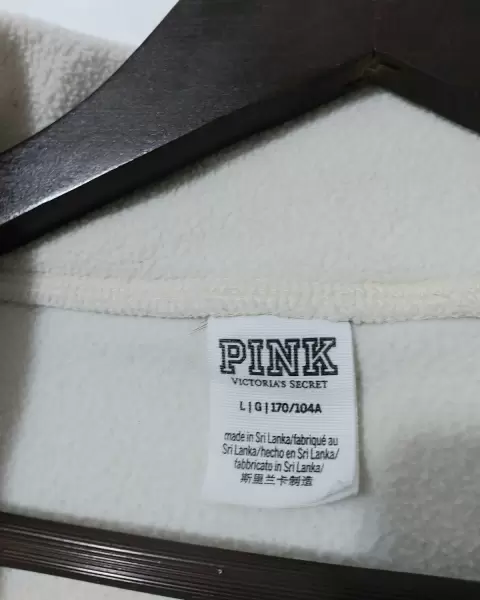 PINK
VICTORIA'S SECRET
L|G|170/104A
made in Sri Lanka/fabriqué au
Sri Lanka/hecho en Sri Lanka/
fabbricato in Sri Lanka/
斯里兰卡制造